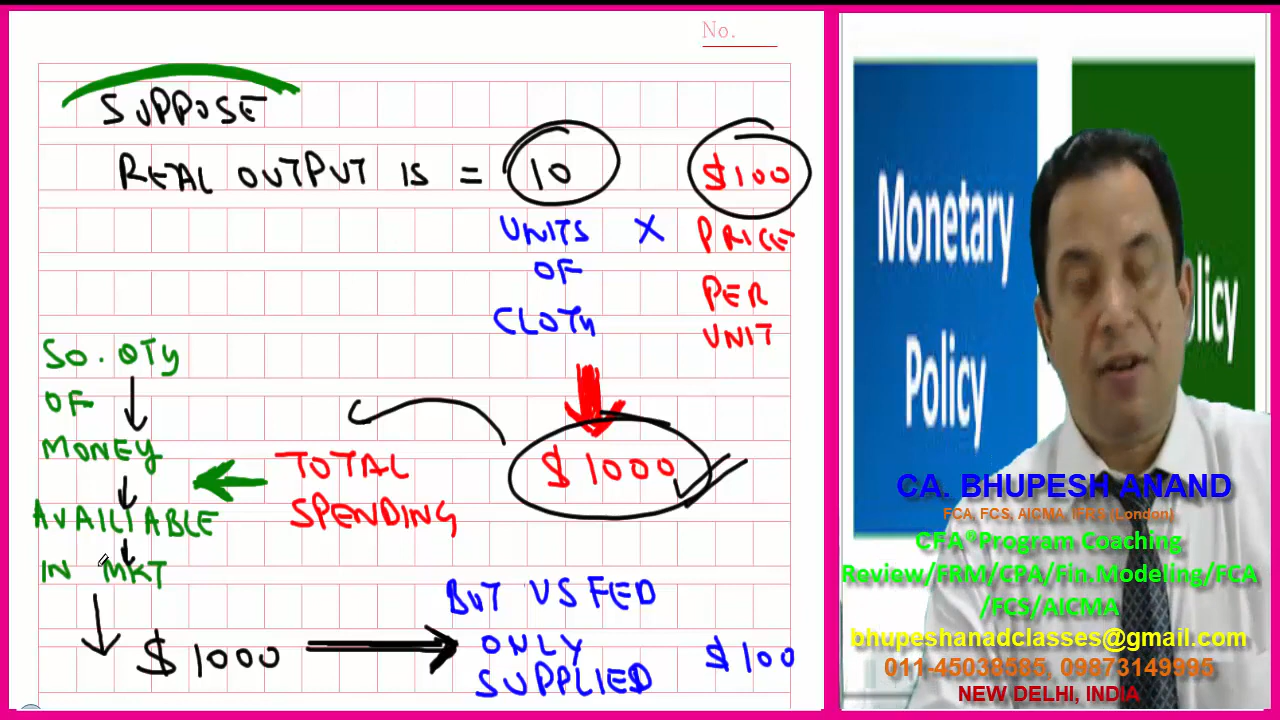 No.
SUPPOSE
REAL OUTPUT IS = 10 $100
UNITS X PRICE
OF PER
CLOTH UNIT
SO. QTY
OF
MONEY
AVAILIABLE
IN MKT
$ 1000
TOTAL
SPENDING
$ 1000
BUT US FED
ONLY
SUPPLIED $100
Monetary
Policy
licy
CA. BHUPESH ANAND
FCA, FCS, AICMA, IFRS (London)
CFA®Program Coaching
Review/FRM/CPA/Fin.Modeling/FCA
/FCS/AICMA
bhupeshanadclasses@gmail.com
011-45038585, 09873149995
NEW DELHI, INDIA